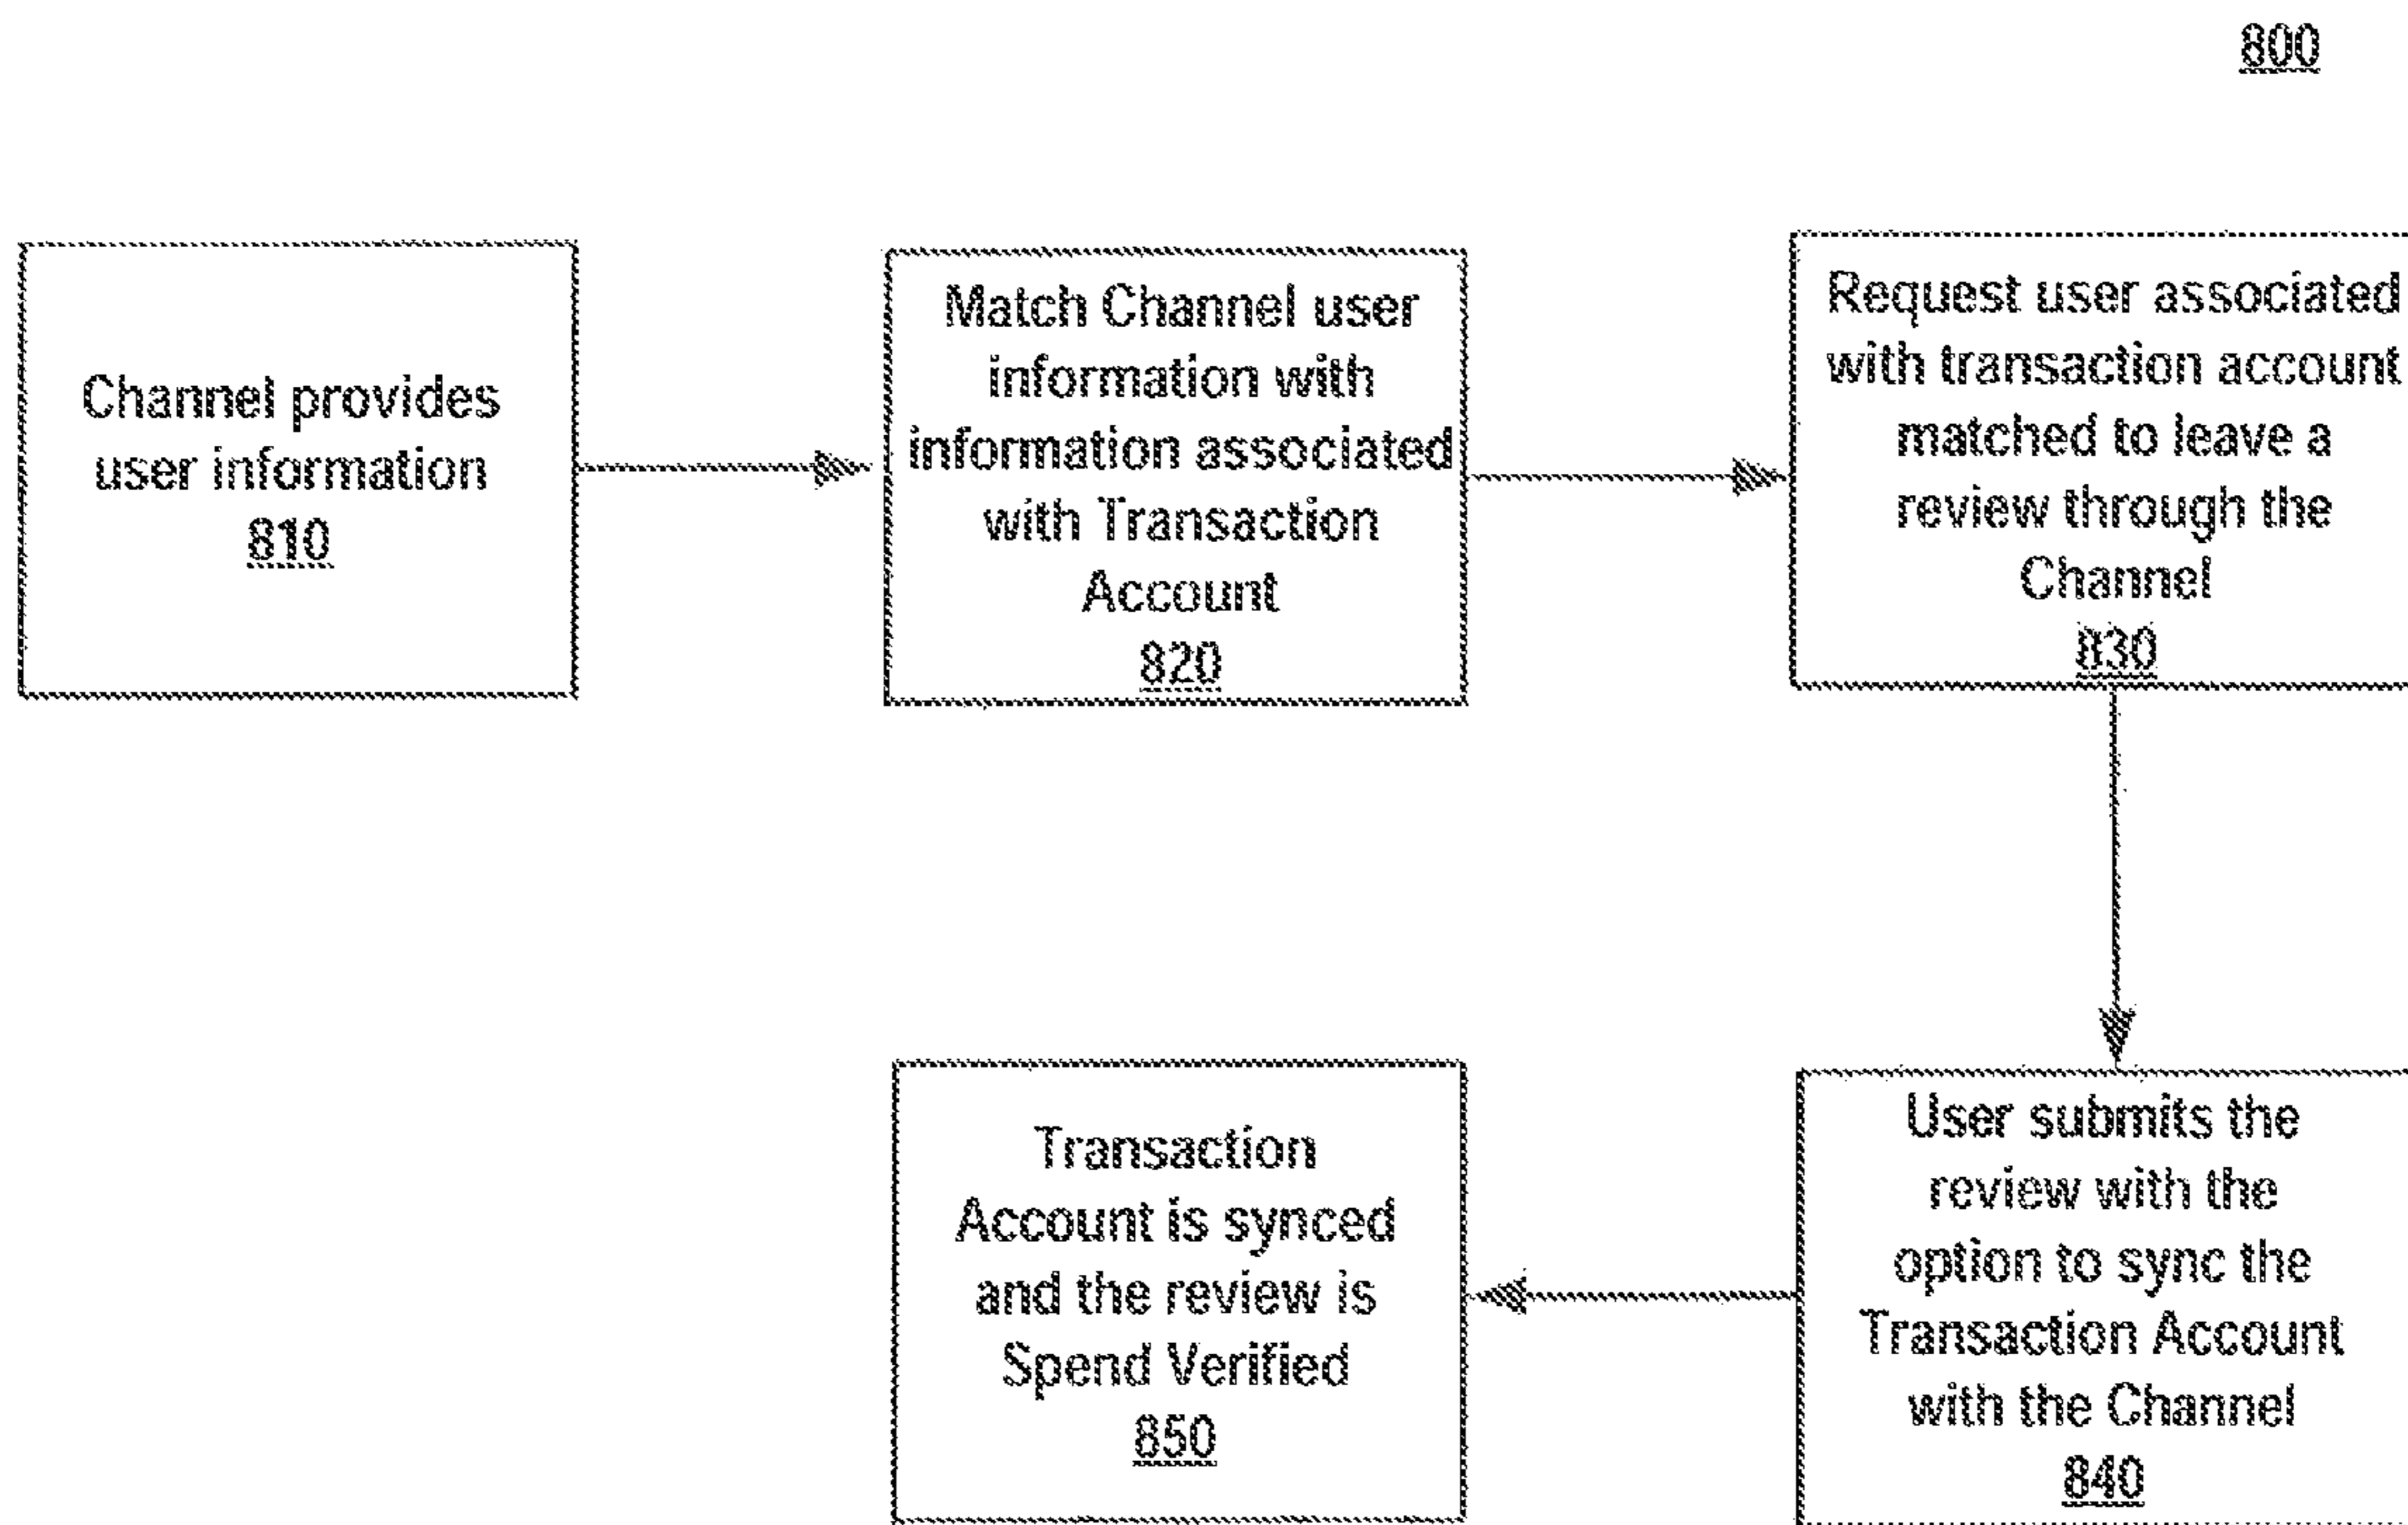 800
Channel provides
user information
810
Match Channel user
information with
information associated
with Transaction
Account
820
Request user associated
with transaction account
matched to leave a
review through the
Channel
830
User submits the
review with the
option to sync the
Transaction Account
with the Channel
840
Transaction
Account is synced
and the review is
Spend Verified
850